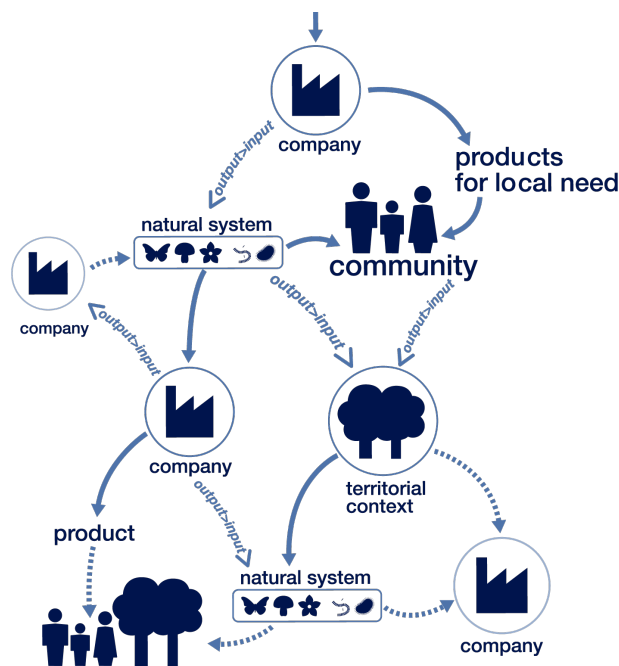 company
output>input
products
for local need
natural system
community
company
output>input
output>input
output>input
company
territorial
context
output>input
product
natural system
company